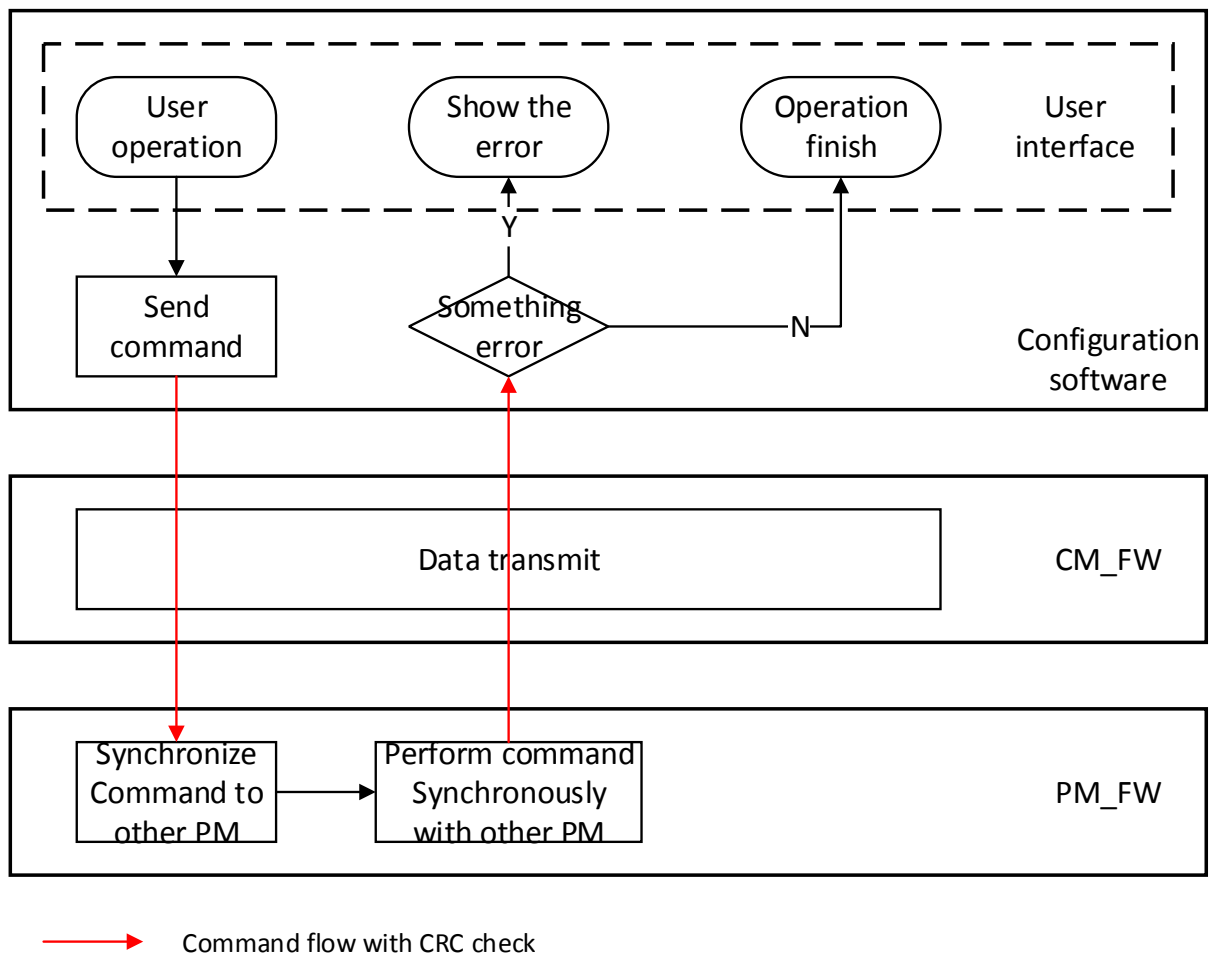 User
operation
Show the
error
Operation
finish
User
interface
Y
Send
command
Something
error
N
Configuration
software
Data transmit
CM_FW
Synchronize
Command to
other PM
Perform command
Synchronously
with other PM
PM_FW
Command flow with CRC check